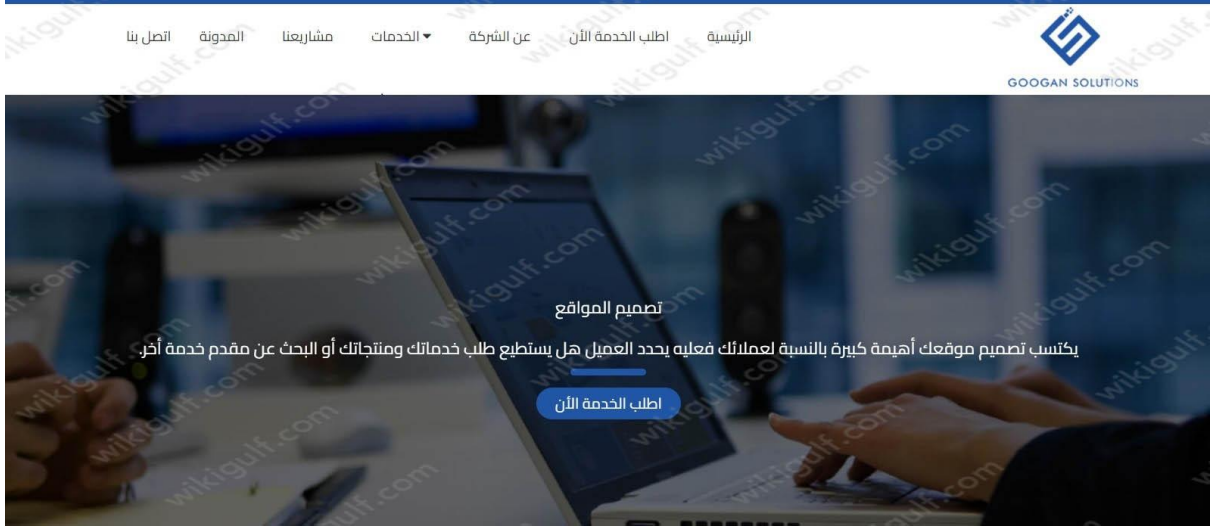 GOOGAN SOLUTIONS
الرئيسية اطلب الخدمة الأن عن الشركة الخدمات مشاريعنا المدونة اتصل بنا
تصميم المواقع
يكتسب تصميم موقعك أهيمة كبيرة بالنسبة لعملائك فعليه يحدد العميل هل يستطيع طلب خدماتك ومنتجاتك أو البحث عن مقدم خدمة أخر.
اطلب الخدمة الأن
wikigulf.com